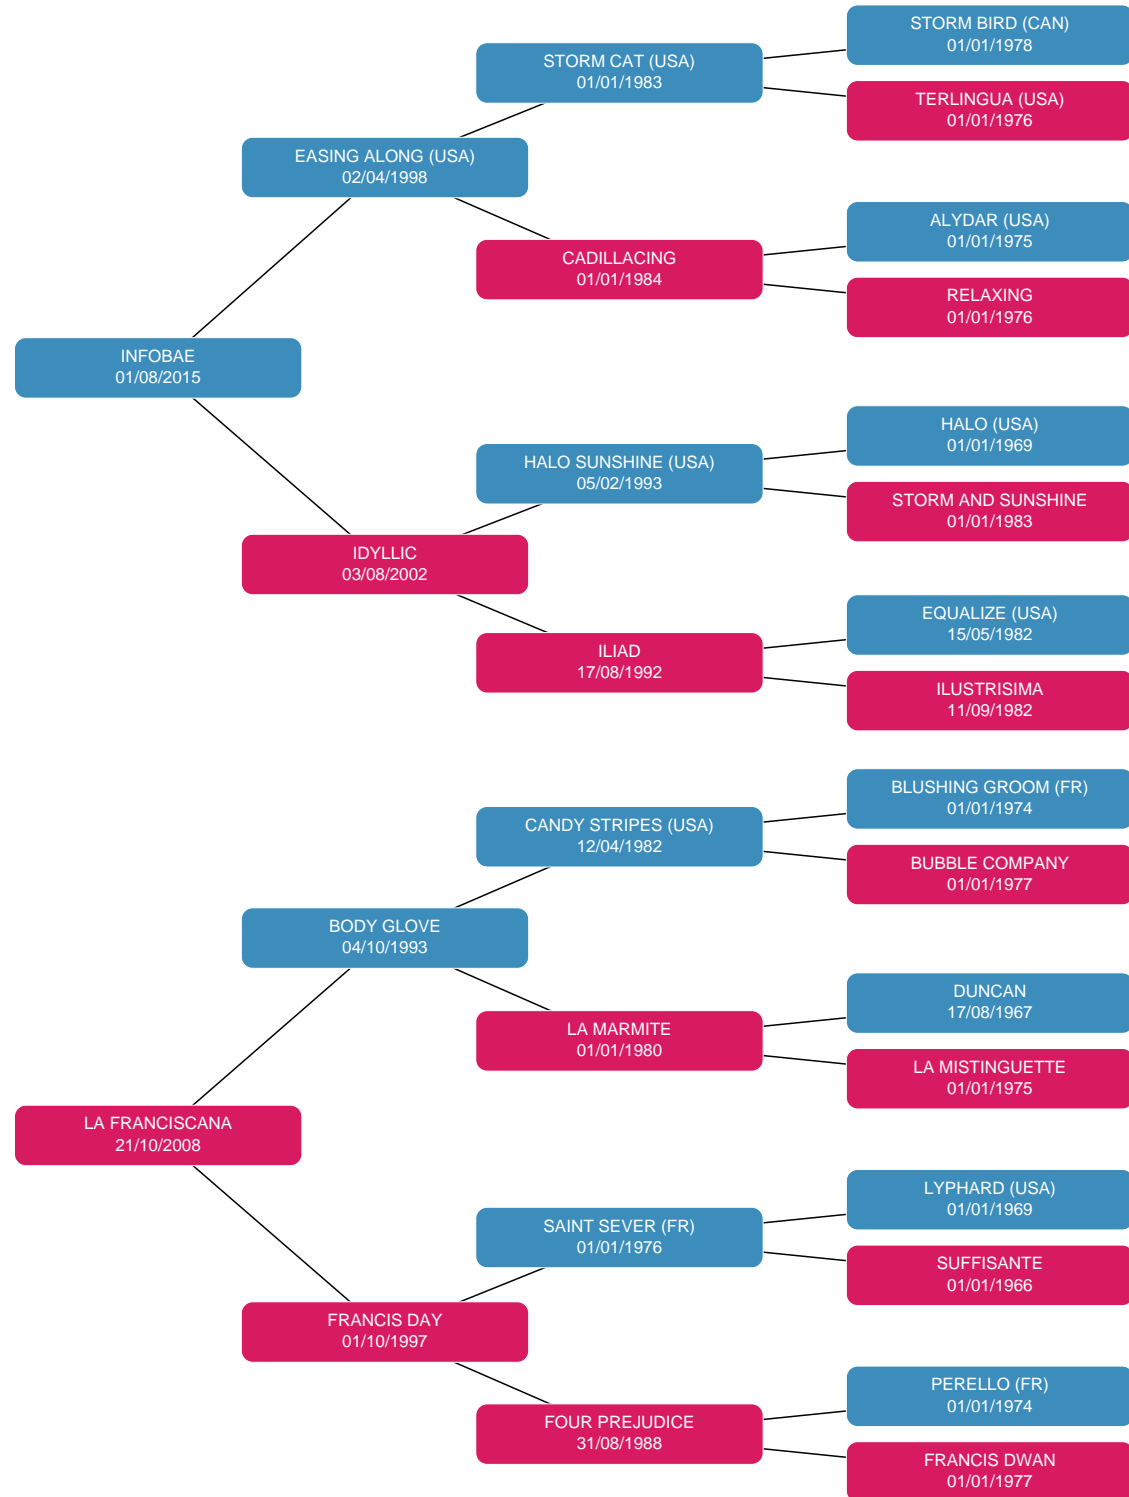 STORM BIRD (CAN)
01/01/1978
STORM CAT (USA)
01/01/1983
TERLINGUA (USA)
01/01/1976
EASING ALONG (USA)
02/04/1998
ALYDAR (USA)
01/01/1975
CADILLACING
01/01/1984
RELAXING
01/01/1976
INFOBAE
01/08/2015
HALO (USA)
01/01/1969
HALO SUNSHINE (USA)
05/02/1993
STORM AND SUNSHINE
01/01/1983
IDYLLIC
03/08/2002
EQUALIZE (USA)
15/05/1982
ILIAD
17/08/1992
ILUSTRISIMA
11/09/1982
BLUSHING GROOM (FR)
01/01/1974
CANDY STRIPES (USA)
12/04/1982
BUBBLE COMPANY
01/01/1977
BODY GLOVE
04/10/1993
DUNCAN
17/08/1967
LA MARMITE
01/01/1980
LA MISTINGUETTE
01/01/1975
LA FRANCISCANA
21/10/2008
LYPHARD (USA)
01/01/1969
SAINT SEVER (FR)
01/01/1976
SUFFISANTE
01/01/1966
FRANCIS DAY
01/10/1997
PERELLO (FR)
01/01/1974
FOUR PREJUDICE
31/08/1988
FRANCIS DWAN
01/01/1977